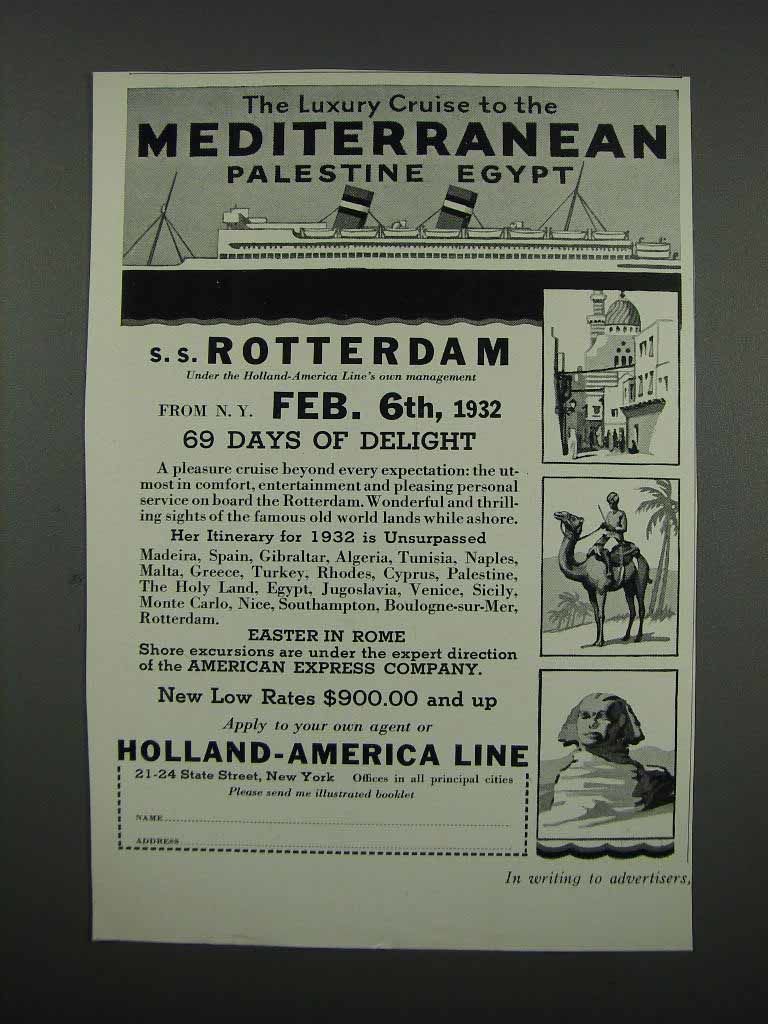 The Luxury Cruise to the
MEDITERRANEAN
PALESTINE EGYPT
S. S. ROTTERDAM
Under the Holland-America Line's own management
FROM N. Y. FEB. 6th, 1932
69 DAYS OF DELIGHT
A pleasure cruise beyond every expectation: the ut-
most in comfort, entertainment and pleasing personal
service on board the Rotterdam. Wonderful and thrill-
ing sights of the famous old world lands while ashore.
Her Itinerary for 1932 is Unsurpassed
Madeira, Spain, Gibraltar, Algeria, Tunisia, Naples,
Malta, Greece, Turkey, Rhodes, Cyprus, Palestine,
The Holy Land, Egypt, Jugoslavia, Venice, Sicily,
Monte Carlo, Nice, Southampton, Boulogne-sur-Mer,
Rotterdam.
EASTER IN ROME
Shore excursions are under the expert direction
of the AMERICAN EXPRESS COMPANY.
New Low Rates $900.00 and up
Apply to your own agent or
HOLLAND-AMERICA LINE
21-24 State Street, New York Offices in all principal cities
Please send me illustrated booklet
NAME
ADDRESS
In writing to advertisers,